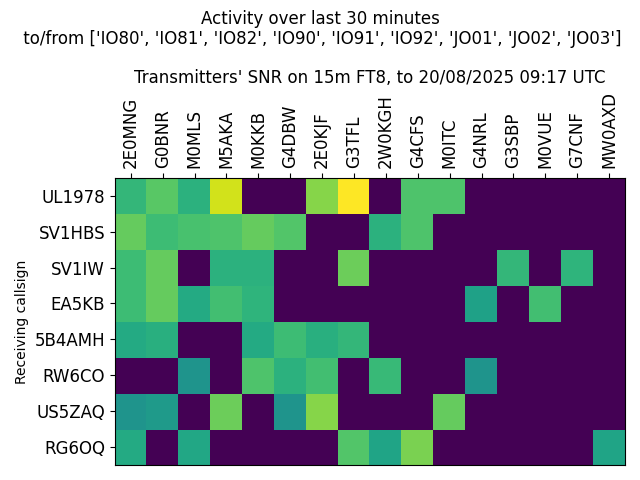 Activity over last 30 minutes
to/from ['IO80', 'IO81', 'IO82', 'IO90', 'IO91', 'IO92', 'JO01', 'JO02', 'JO03']
Transmitters' SNR on 15m FT8, to 20/08/2025 09:17 UTC
2E0MNG
G0BNR
M0MLS
M5AKA
M0KKB
G4DBW
2E0KJF
G3TFL
2W0KGH
G4CFS
M0ITC
G4NRL
G3SBP
M0VUE
G7CNF
MW0AXD
Receiving callsign
UL1978
SV1HBS
SV1IW
EA5KB
5B4AMH
RW6CO
US5ZAQ
RG6OQ